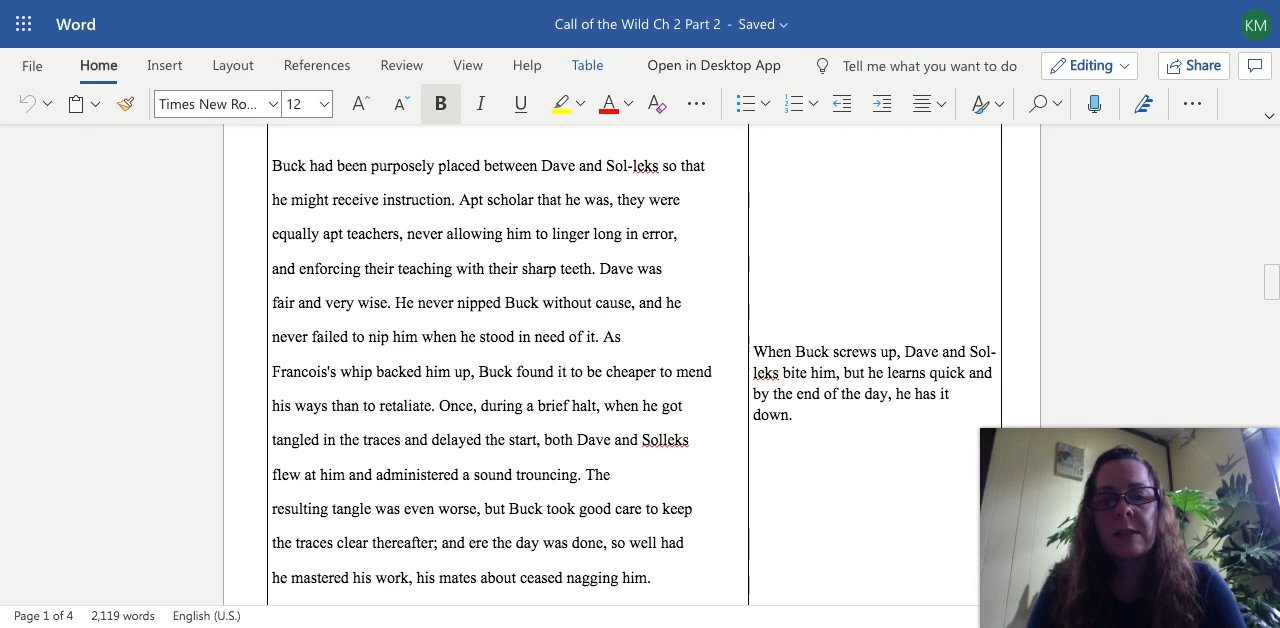 Word
Call of the Wild Ch 2 Part 2 - Saved
KM
File
Home
Insert
Layout
References
Review
View
Help
Table
Open in Desktop App
Tell me what you want to do
Editing
Share
Times New Ro...
12
Buck had been purposely placed between Dave and Sol-leks so that
he might receive instruction. Apt scholar that he was, they were
equally apt teachers, never allowing him to linger long in error,
and enforcing their teaching with their sharp teeth. Dave was
fair and very wise. He never nipped Buck without cause, and he
never failed to nip him when he stood in need of it. As
Francois's whip backed him up, Buck found it to be cheaper to mend
his ways than to retaliate. Once, during a brief halt, when he got
tangled in the traces and delayed the start, both Dave and Solleks
flew at him and administered a sound trouncing. The
resulting tangle was even worse, but Buck took good care to keep
the traces clear thereafter; and ere the day was done, so well had
he mastered his work, his mates about ceased nagging him.
When Buck screws up, Dave and Sol-
leks bite him, but he learns quick and
by the end of the day, he has it
down.
Page 1 of 4
2,119 words
English (U.S.)